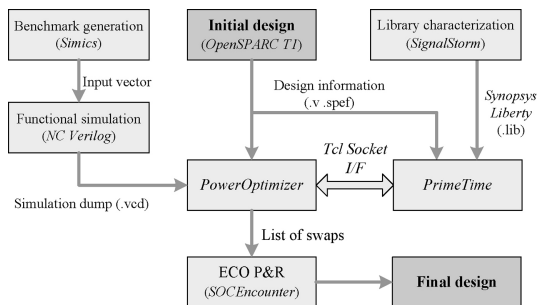 Benchmark generation
(Simics)
Initial design
(OpenSPARC T1)
Library characterization
(SignalStorm)
Input vector
Design information
(.v .spef)
Synopsys
Liberty
(.lib)
Functional simulation
(NC Verilog)
Tcl Socket
I/F
Simulation dump (.vcd)
PowerOptimizer
PrimeTime
List of swaps
ECO P&R
(SOCEncounter)
Final design